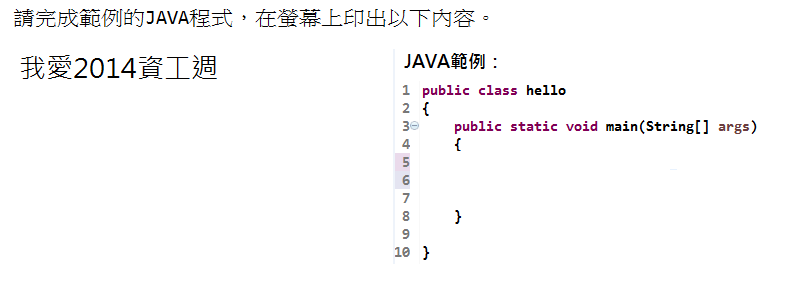 請完成範例的JAVA程式，在螢幕上印出以下內容。
我愛2014資工週
JAVA範例：
1 public class hello
2 {
3 public static void main(String[] args)
4 {
5
6
7
8 }
9
10 }